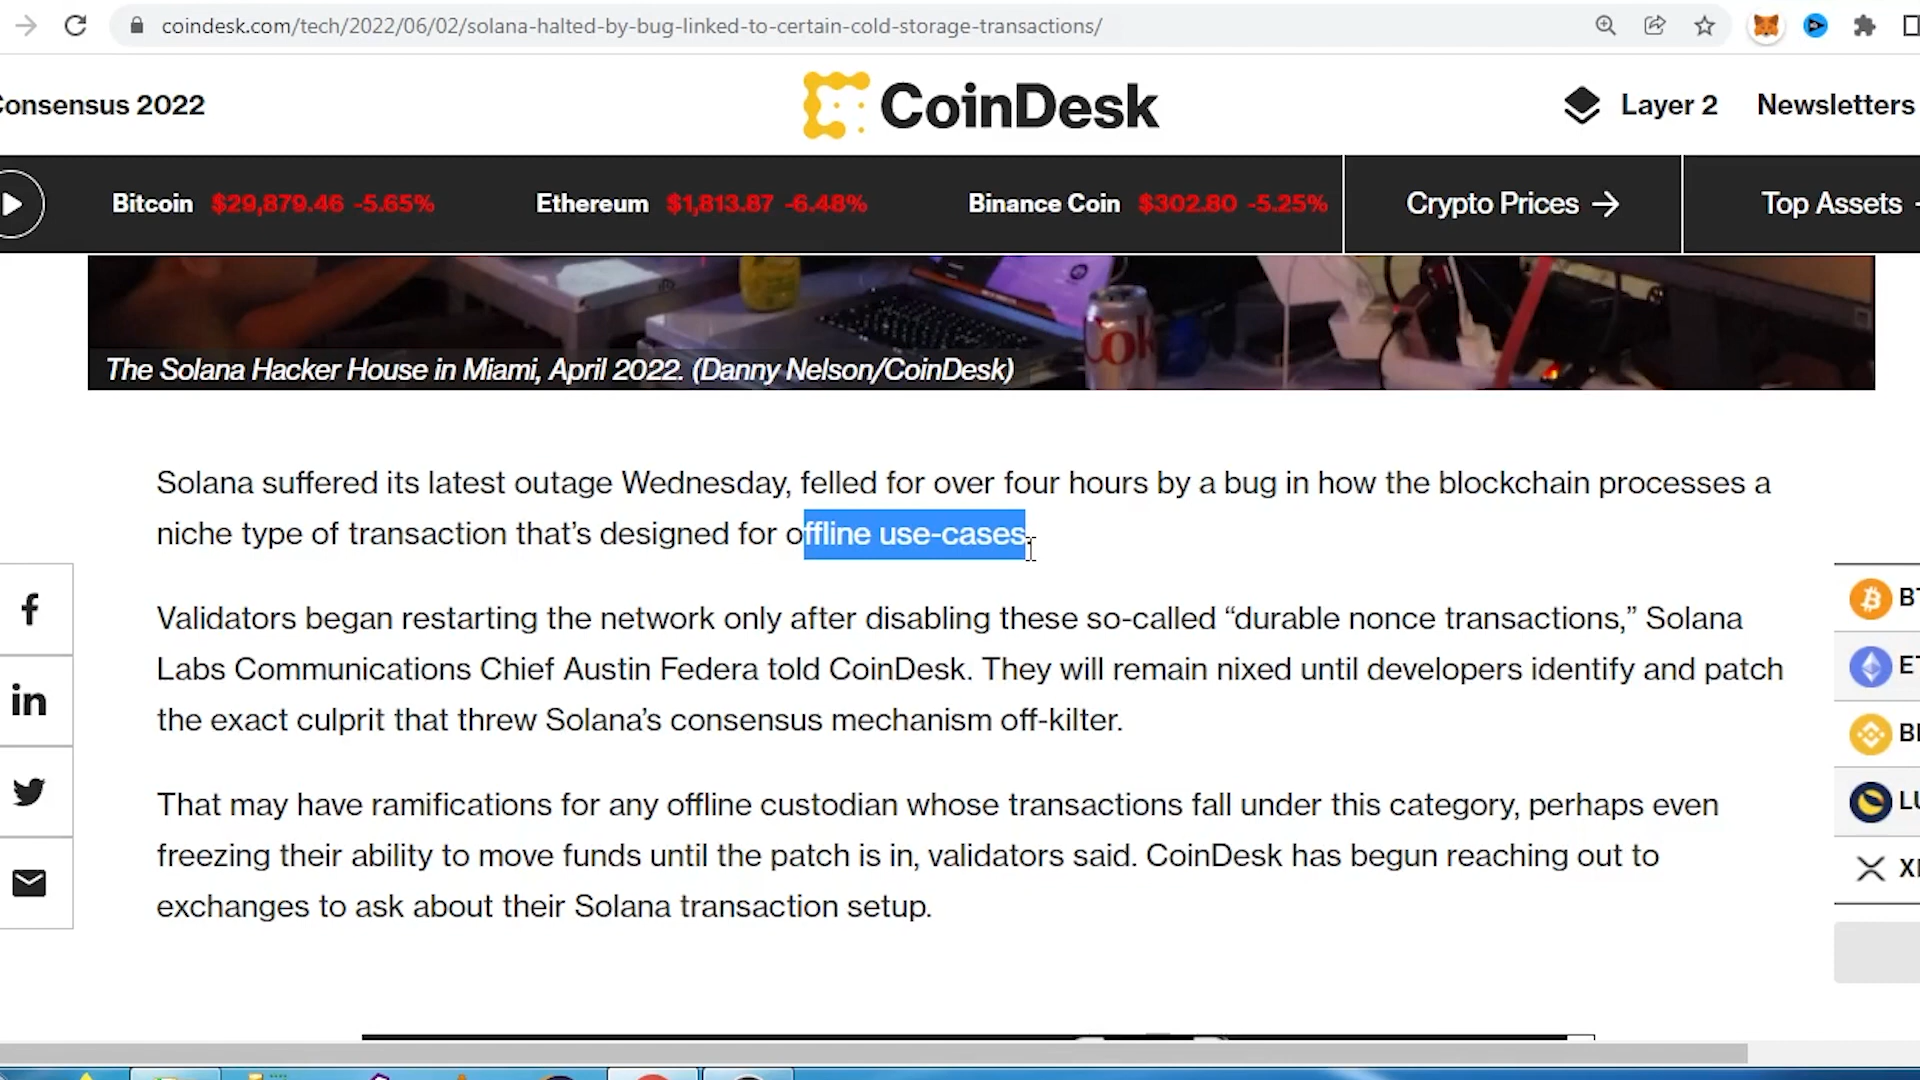 coindesk.com/tech/2022/06/02/solana-halted-by-bug-linked-to-certain-cold-storage-transactions/
Consensus 2022
CoinDesk
Layer 2
Newsletters
Bitcoin $29,879.46 -5.65%
Ethereum $1,813.87 -6.48%
Binance Coin $302.80 -5.25%
Crypto Prices →
Top Assets
Coke
The Solana Hacker House in Miami, April 2022. (Danny Nelson/CoinDesk)
Solana suffered its latest outage Wednesday, felled for over four hours by a bug in how the blockchain processes a
niche type of transaction that’s designed for offline use-cases.
Validators began restarting the network only after disabling these so-called “durable nonce transactions,” Solana
Labs Communications Chief Austin Federa told CoinDesk. They will remain nixed until developers identify and patch
the exact culprit that threw Solana’s consensus mechanism off-kilter.
That may have ramifications for any offline custodian whose transactions fall under this category, perhaps even
freezing their ability to move funds until the patch is in, validators said. CoinDesk has begun reaching out to
exchanges to ask about their Solana transaction setup.
f
in